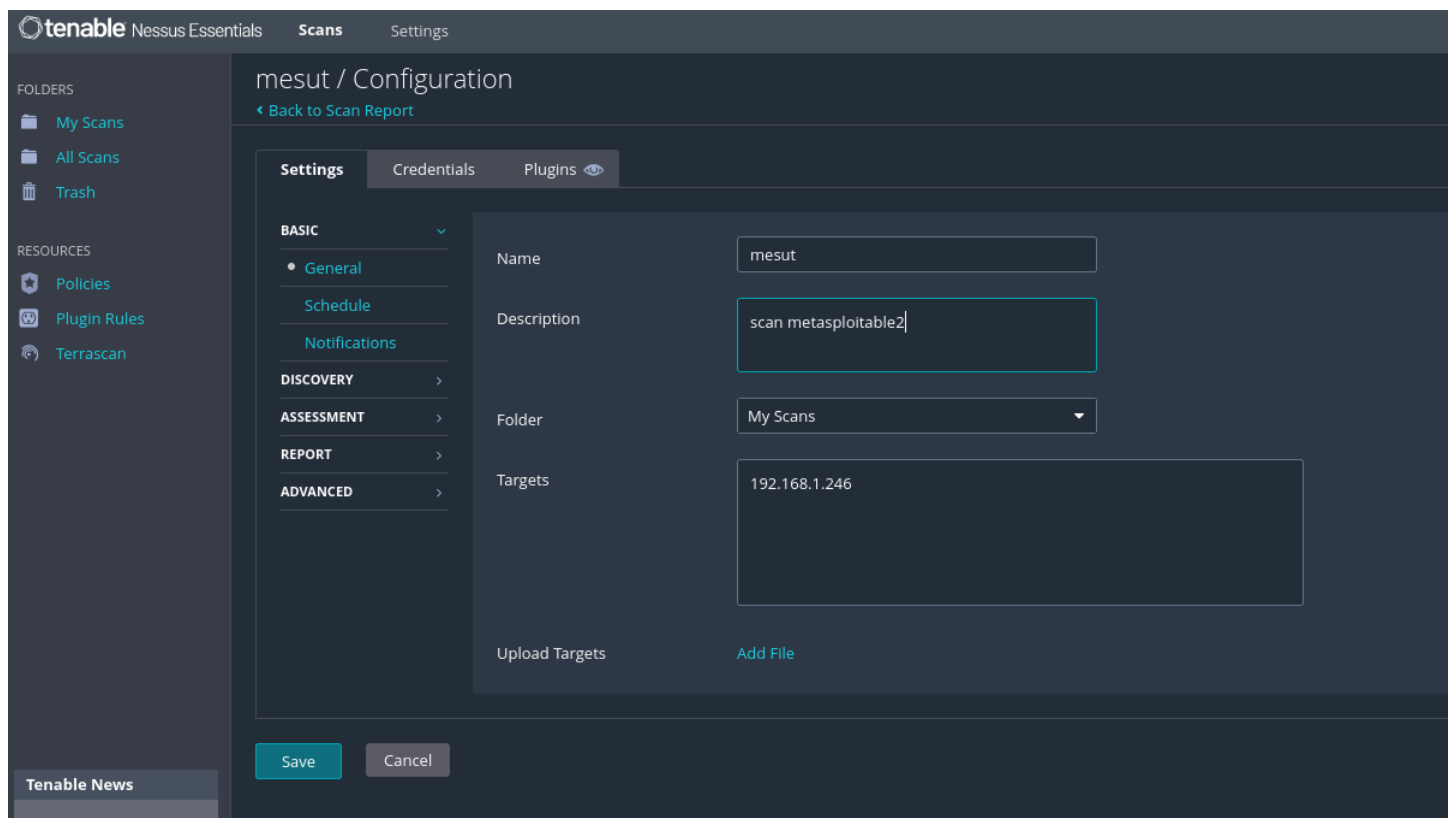 tenable Nessus Essentials Scans Settings
FOLDERS
My Scans
All Scans
Trash
RESOURCES
Policies
Plugin Rules
Terrascan
Tenable News
mesut / Configuration
Back to Scan Report
Settings Credentials Plugins
BASIC
General
Schedule
Notifications
DISCOVERY
ASSESSMENT
REPORT
ADVANCED
Name mesut
Description scan metasploitable2
Folder My Scans
Targets 192.168.1.246
Upload Targets Add File
Save Cancel